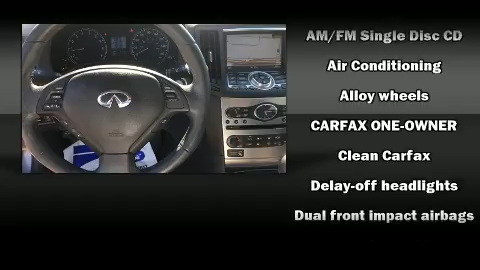 AM/FM Single Disc CD
Air Conditioning
Alloy wheels
CARFAX ONE-OWNER
Clean Carfax
Delay-off headlights
Dual front impact airbags